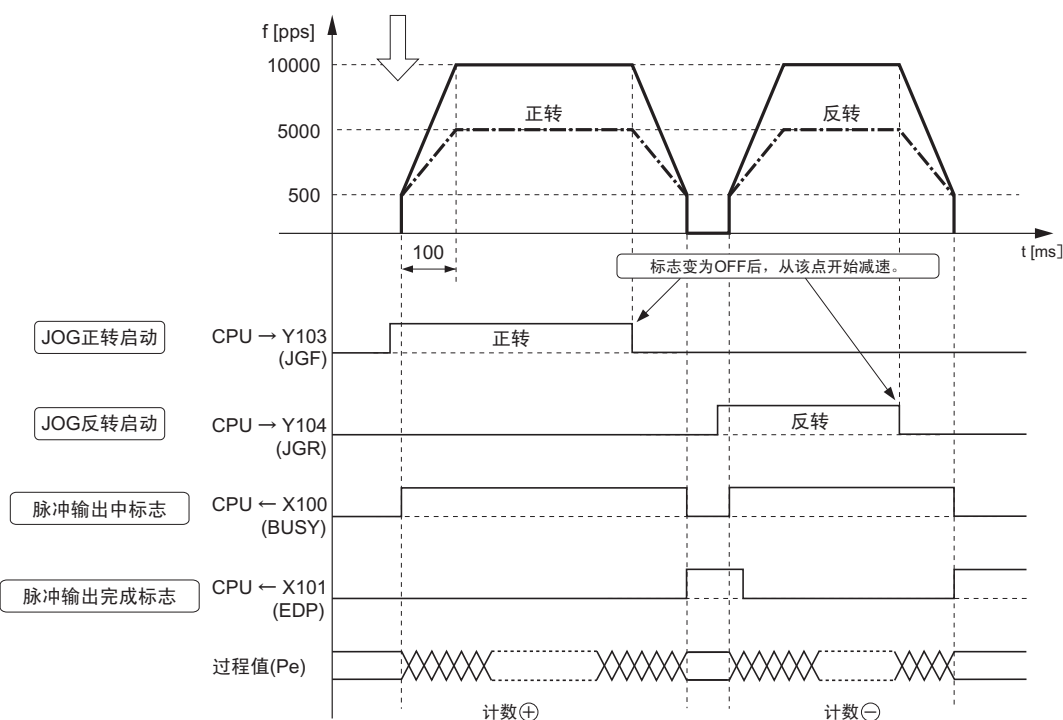 f [pps]
10000
5000
500
正转
反转
t [ms]
100
标志变为OFF后，从该点开始减速。
JOG正转启动
CPU → Y103
(JGF)
正转
JOG反转启动
CPU → Y104
(JGR)
反转
脉冲输出中标志
CPU ← X100
(BUSY)
脉冲输出完成标志
CPU ← X101
(EDP)
过程值(Pe)
计数⊕
计数⊖